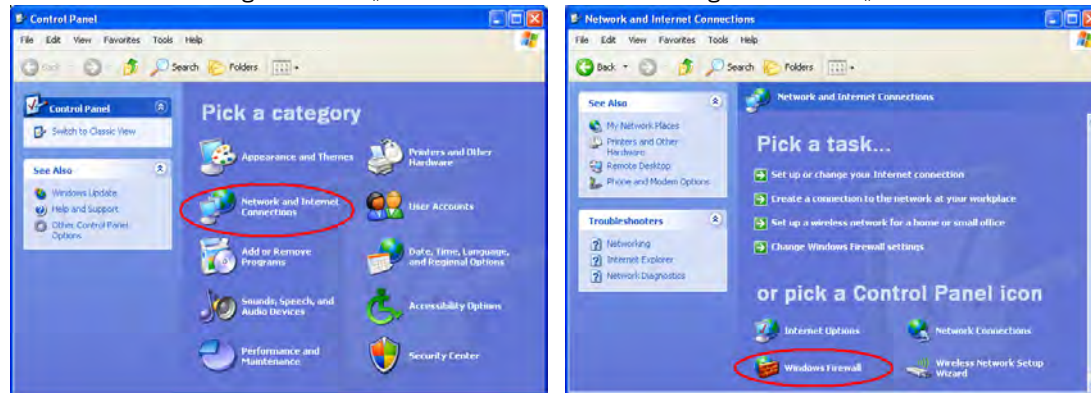 Control Panel
File Edit View Favorites Tools Help
Back Search Folders
Control Panel
Switch to Classic View
See Also
Windows Update
Help and Support
Other Control Panel
Options
Pick a category
Appearance and Themes
Printers and Other
Hardware
Network and Internet
Connections
User Accounts
Add or Remove
Programs
Date, Time, Language,
and Regional Options
Sounds, Speech, and
Audio Devices
Accessibility Options
Performance and
Maintenance
Security Center
Network and Internet Connections
File Edit View Favorites Tools Help
Back Search Folders
See Also
My Network Places
Printers and Other
Hardware
Remote Desktop
Phone and Modem Options
Troubleshooters
Networking
Internet Explorer
Network Diagnostics
Network and Internet Connections
Pick a task...
Set up or change your Internet connection
Create a connection to the network at your workplace
Set up a wireless network for a home or small office
Change Windows Firewall settings
or pick a Control Panel icon
Internet Options
Network Connections
Windows Firewall
Wireless Network Setup
Wizard